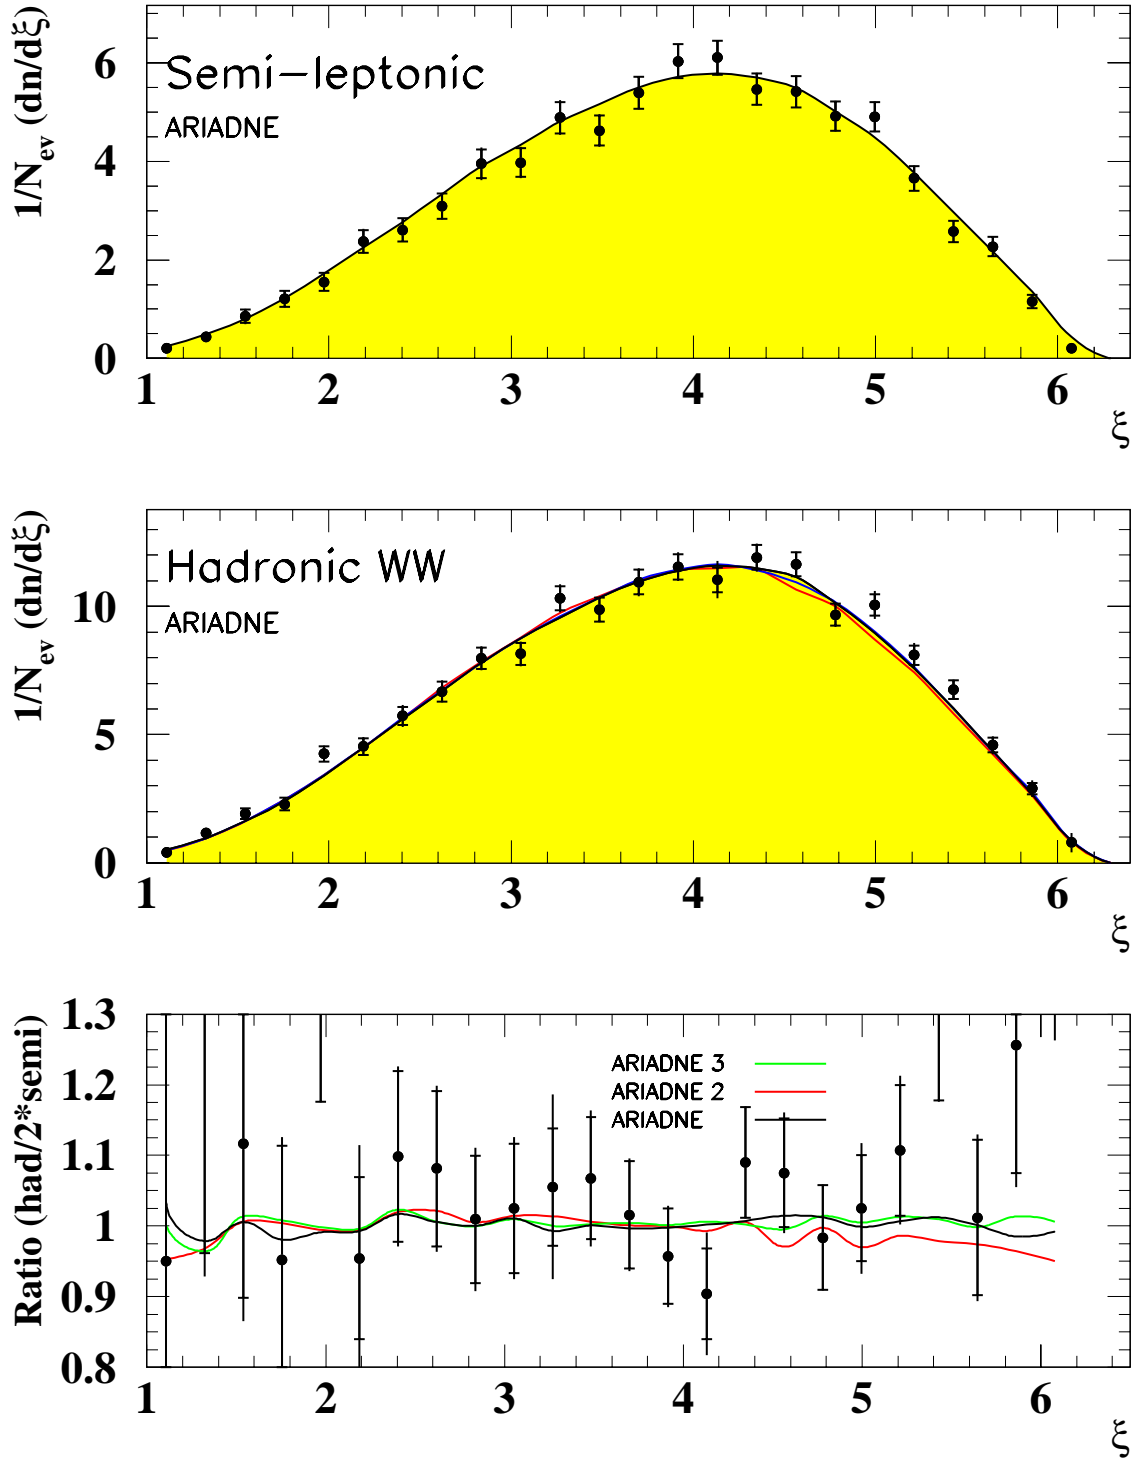 1/N_ev (dn/dξ)
Semi-leptonic
ARIADNE
6
4
2
0
1 2 3 4 5 6
ξ
1/N_ev (dn/dξ)
Hadronic WW
ARIADNE
10
5
0
1 2 3 4 5 6
ξ
Ratio (had/2*semi)
1.3
1.2
1.1
1
0.9
0.8
ARIADNE 3
ARIADNE 2
ARIADNE
1 2 3 4 5 6
ξ